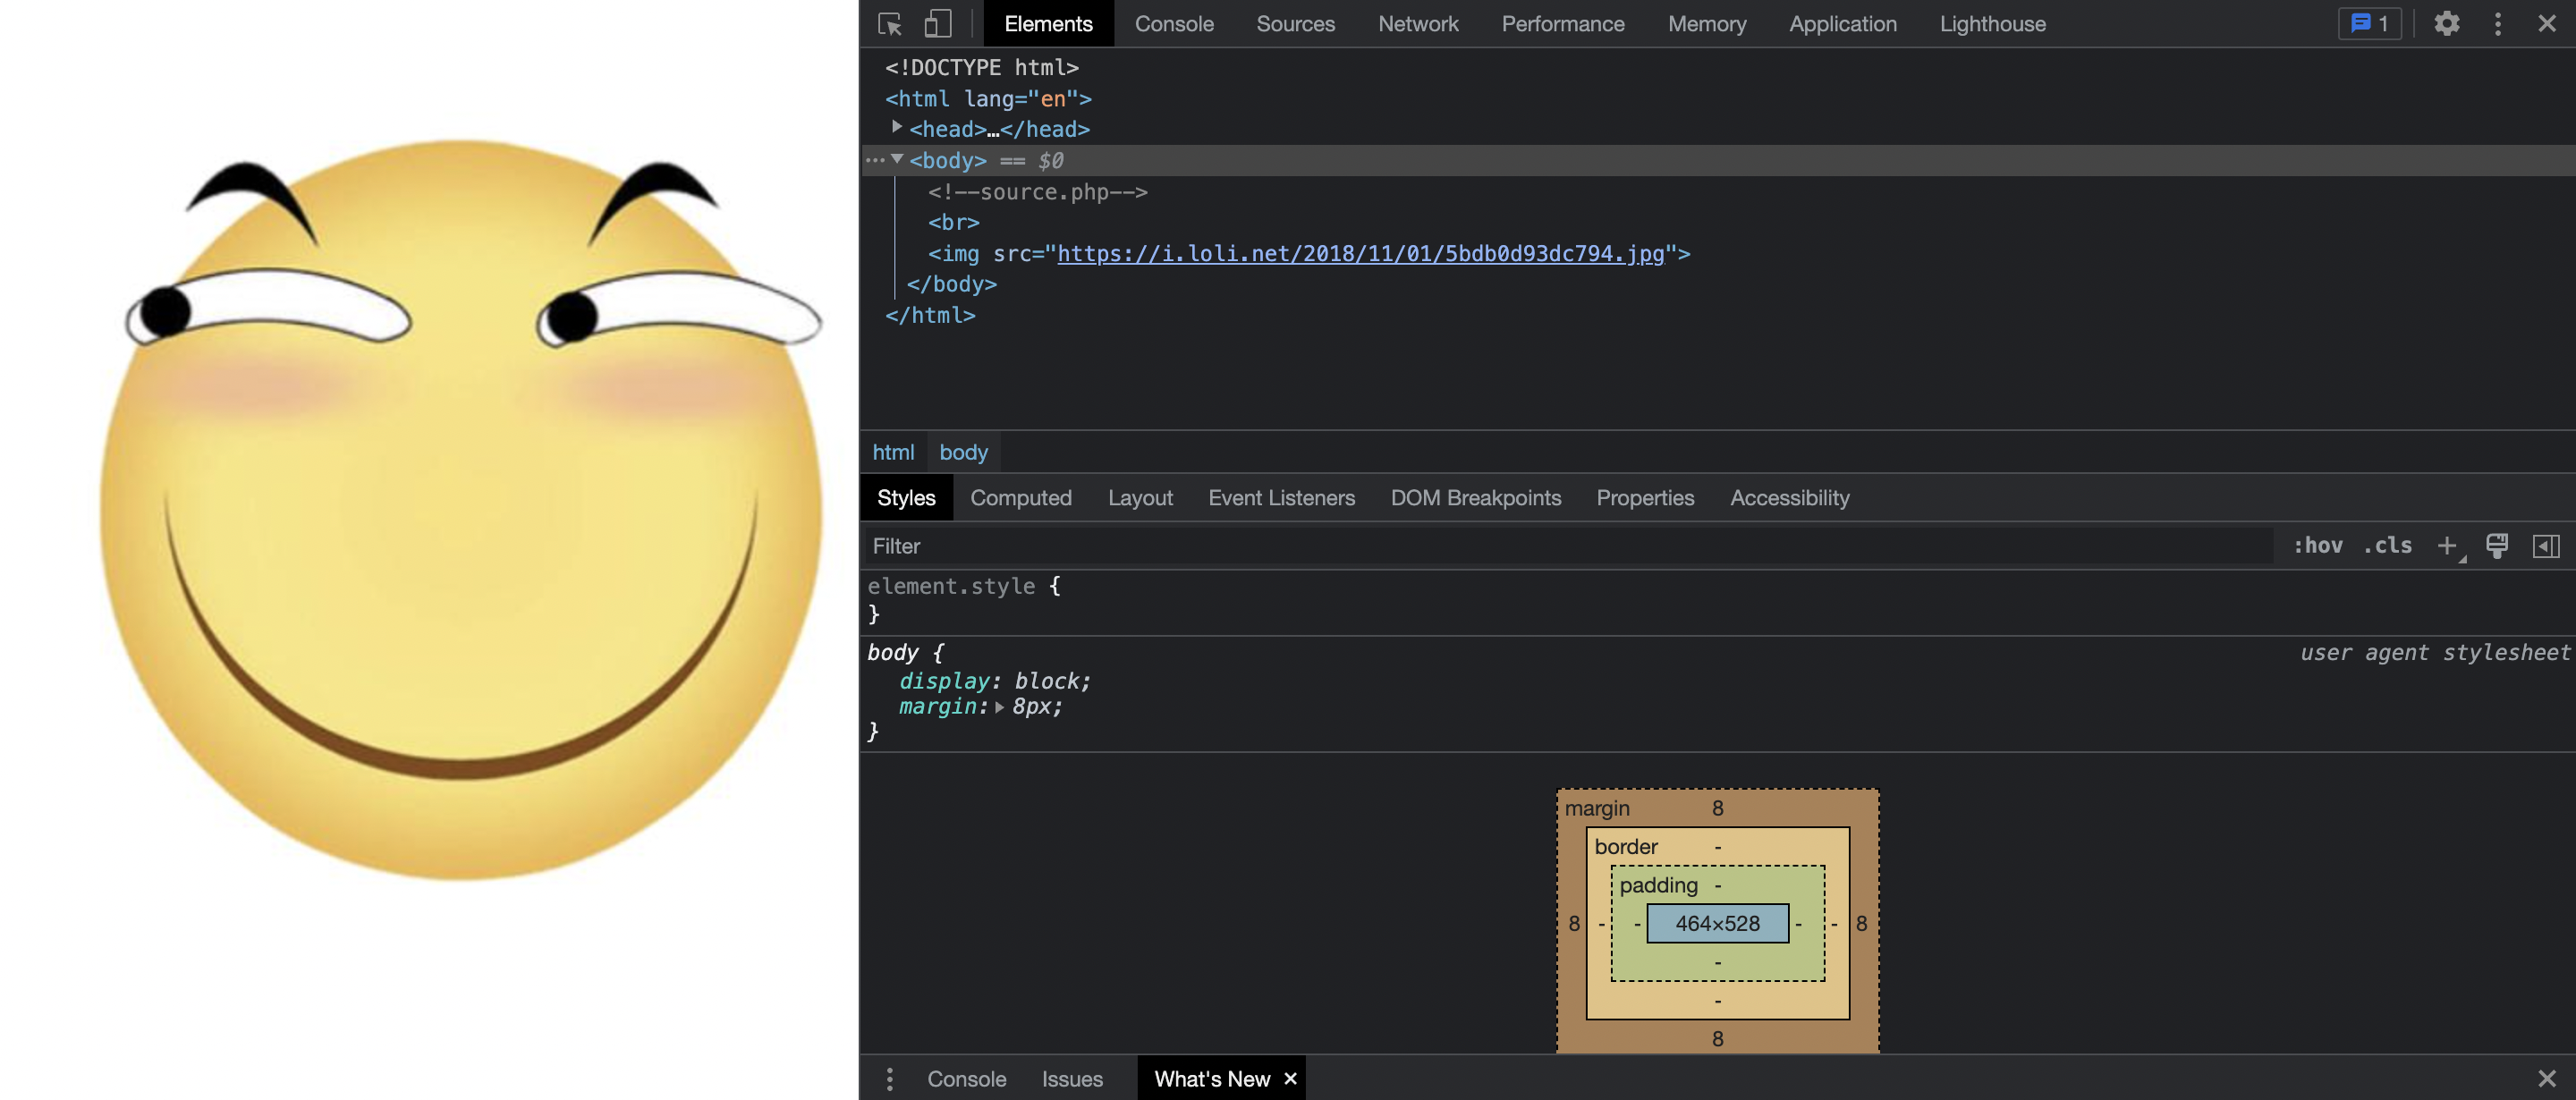 Elements Console Sources Network Performance Memory Application Lighthouse 1
<!DOCTYPE html>
<html lang="en">
<head>…</head>
<body> == $0
<!--source.php-->
<br>
<img src="https://i.loli.net/2018/11/01/5bdb0d93dc794.jpg">
</body>
</html>
html body
Styles Computed Layout Event Listeners DOM Breakpoints Properties Accessibility
Filter :hov .cls
element.style {
}
body { user agent stylesheet
display: block;
margin: 8px;
}
margin 8
border -
padding -
8 - - 464×528 - - 8
-
-
8
Console Issues What's New